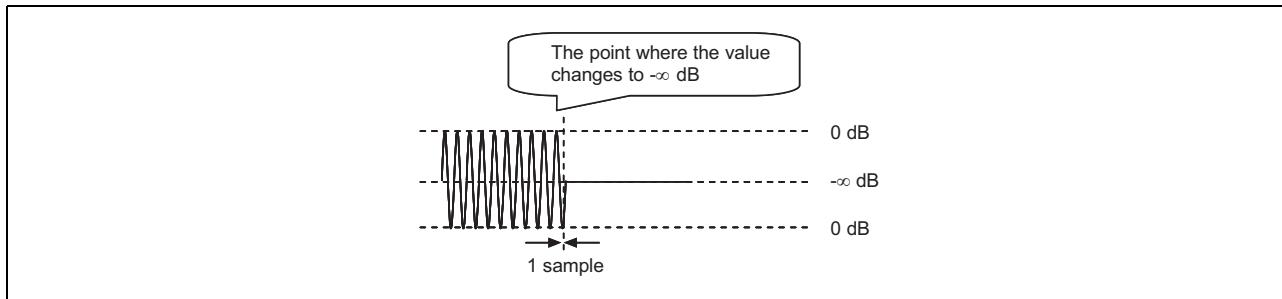 The point where the value
changes to -∞ dB
0 dB
-∞ dB
0 dB
1 sample